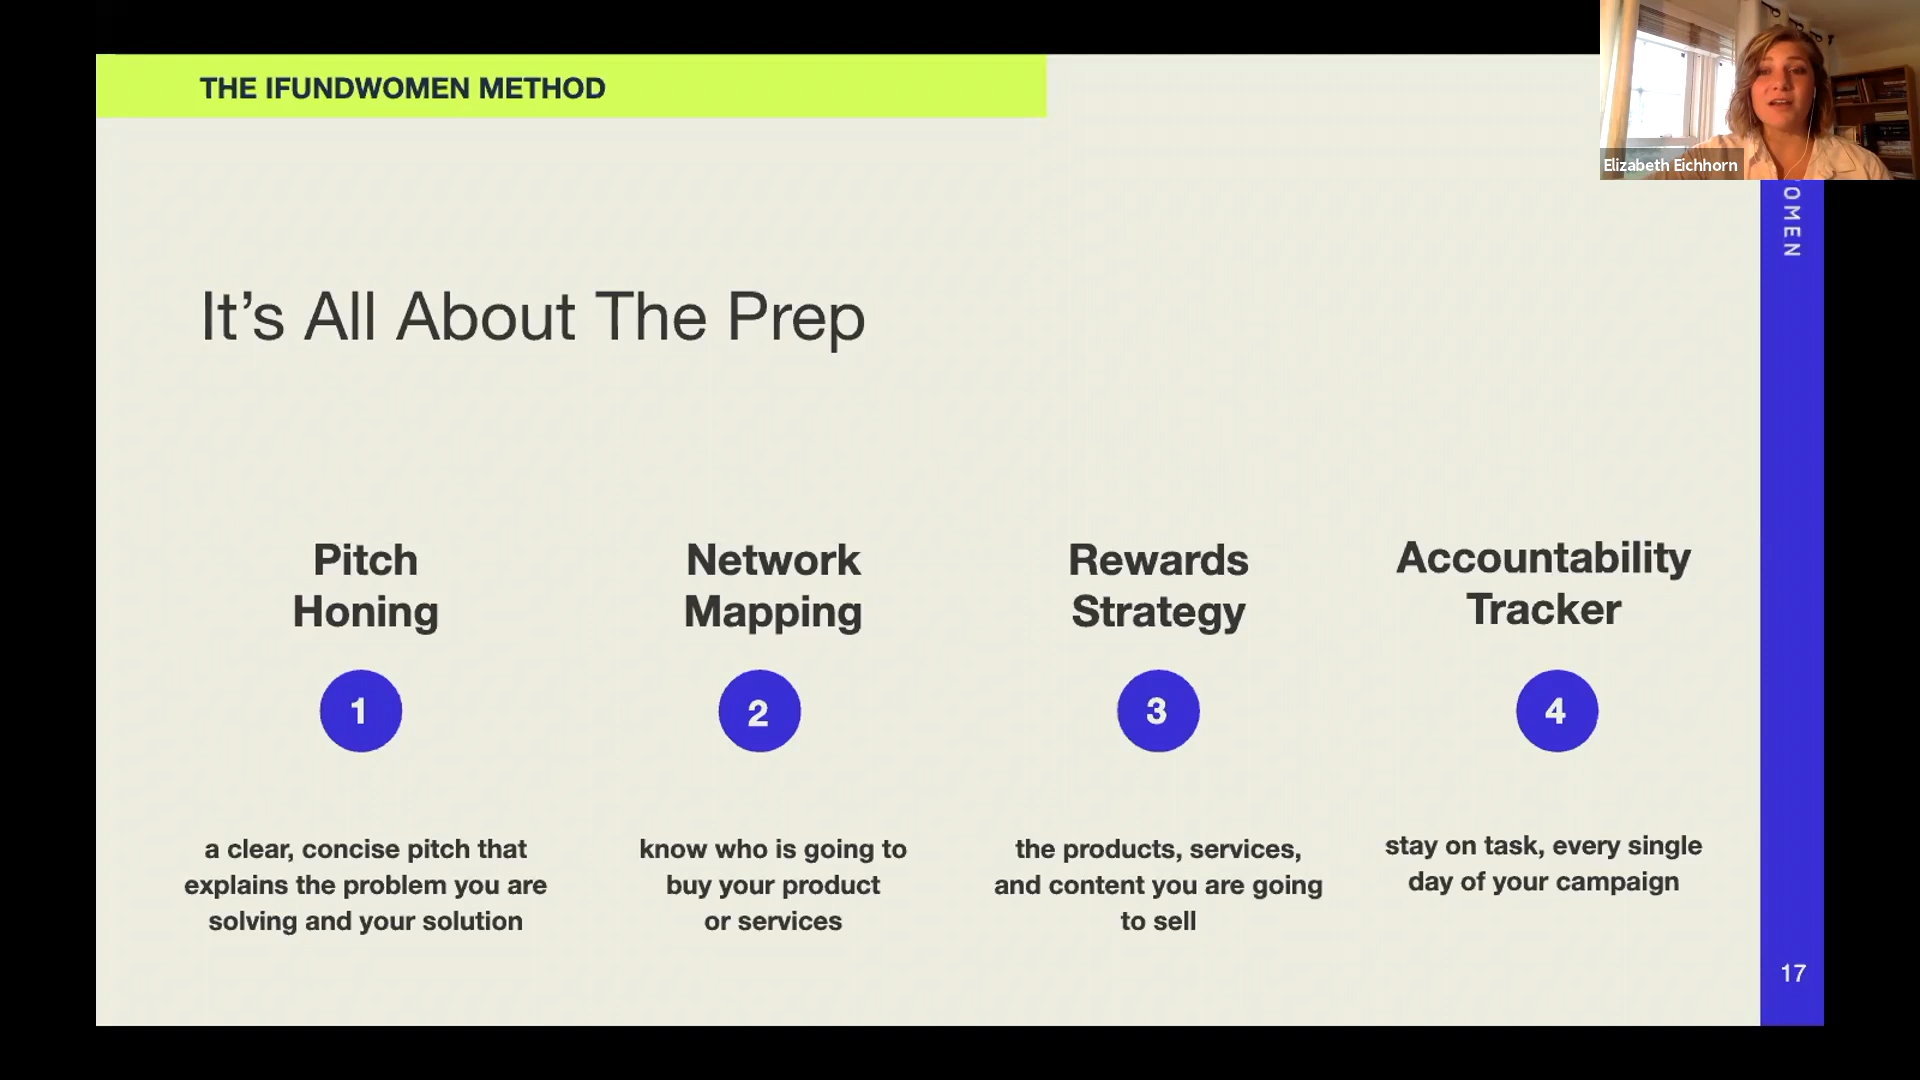 THE IFUNDWOMEN METHOD
Elizabeth Eichhorn
OMEN
It’s All About The Prep
Pitch
Honing
1
a clear, concise pitch that
explains the problem you are
solving and your solution
Network
Mapping
2
know who is going to
buy your product
or services
Rewards
Strategy
3
the products, services,
and content you are going
to sell
Accountability
Tracker
4
stay on task, every single
day of your campaign
17